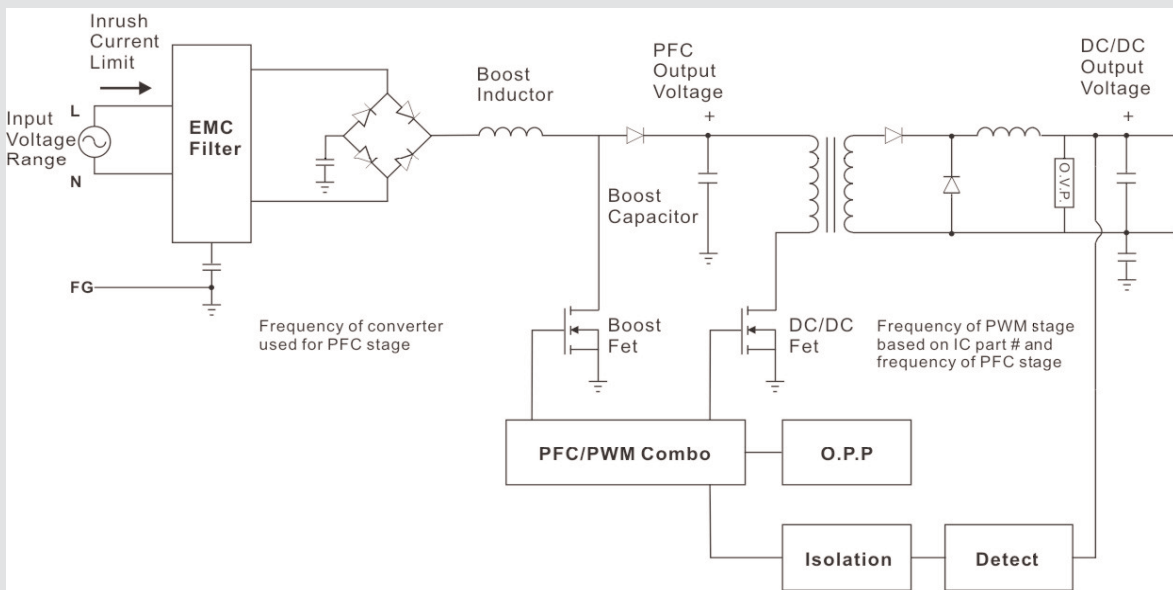 Inrush
Current
Limit
Input
Voltage
Range
L
N
EMC
Filter
FG
Boost
Inductor
PFC
Output
Voltage
+
Boost
Capacitor
DC/DC
Output
Voltage
+
O.V.P.
Frequency of converter
used for PFC stage
Boost
Fet
DC/DC
Fet
Frequency of PWM stage
based on IC part # and
frequency of PFC stage
PFC/PWM Combo
O.P.P
Isolation
Detect